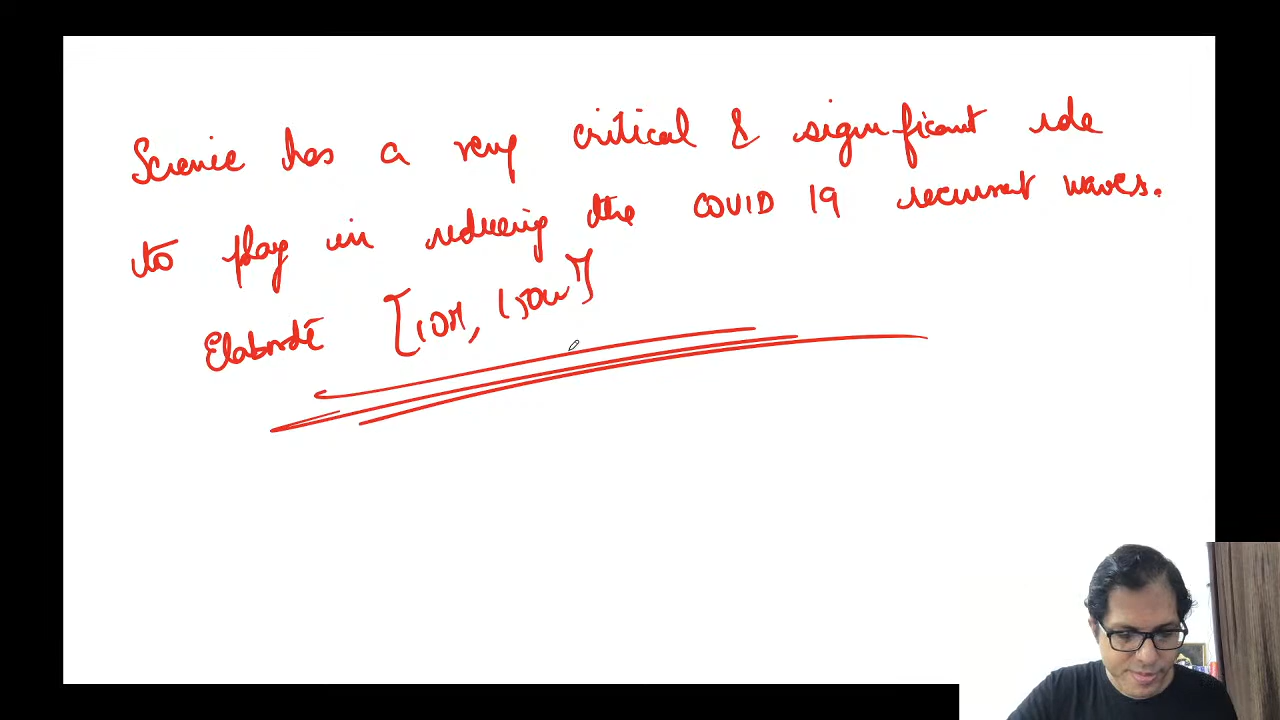 Science has a very critical & significant role
to play in reducing the COVID 19 recurrent waves.
Elaborate [10M, 150w]